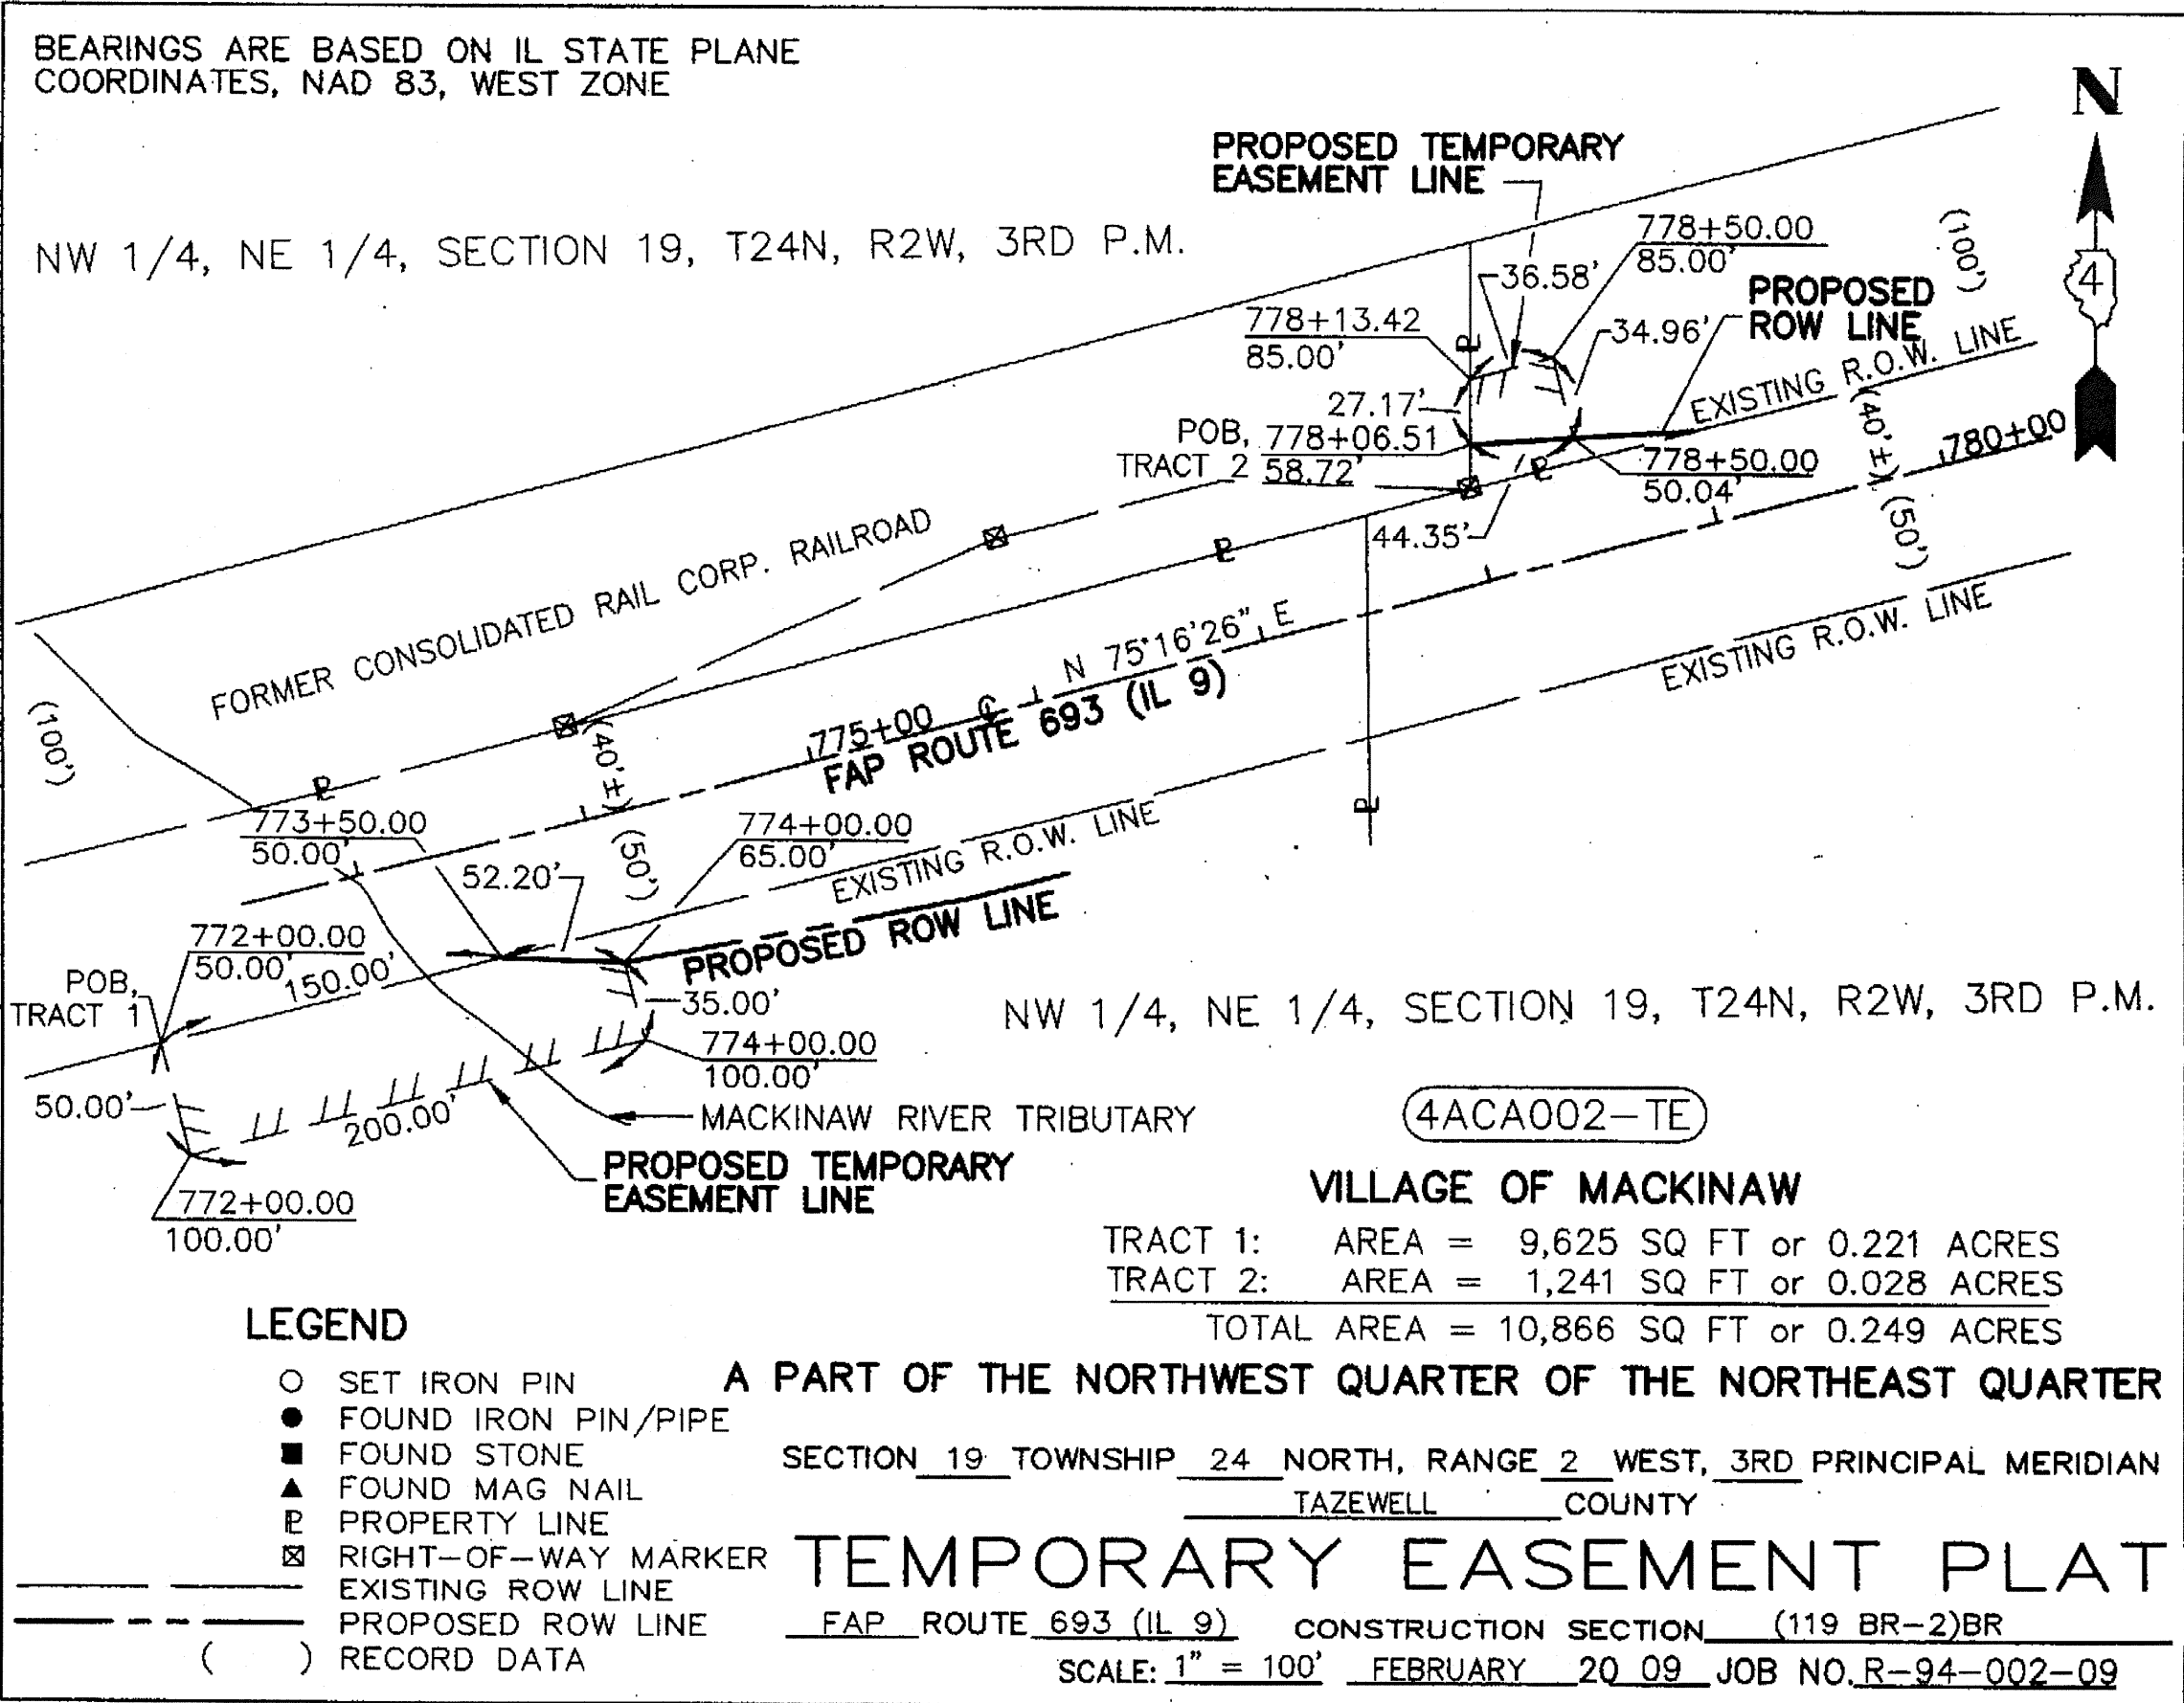 BEARINGS ARE BASED ON IL STATE PLANE
COORDINATES, NAD 83, WEST ZONE
N
4
PROPOSED TEMPORARY
EASEMENT LINE
NW 1/4, NE 1/4, SECTION 19, T24N, R2W, 3RD P.M.
778+50.00
85.00'
(100')
36.58'
PROPOSED
ROW LINE
778+13.42
85.00'
34.96'
EXISTING R.O.W. LINE
27.17'
POB,
TRACT 2
778+06.51
58.72'
(40'±)
780+00
778+50.00
50.04'
(50')
44.35'
FORMER CONSOLIDATED RAIL CORP. RAILROAD
EXISTING R.O.W. LINE
N 75°16'26" E
775+00
FAP ROUTE 693 (IL 9)
(100')
(40'±)
(50')
773+50.00
50.00'
774+00.00
65.00'
52.20'
EXISTING R.O.W. LINE
PROPOSED ROW LINE
772+00.00
50.00'
150.00'
POB,
TRACT 1
35.00'
NW 1/4, NE 1/4, SECTION 19, T24N, R2W, 3RD P.M.
774+00.00
100.00'
50.00'
200.00'
MACKINAW RIVER TRIBUTARY
PROPOSED TEMPORARY
EASEMENT LINE
772+00.00
100.00'
4ACA002-TE
VILLAGE OF MACKINAW
TRACT 1: AREA = 9,625 SQ FT or 0.221 ACRES
TRACT 2: AREA = 1,241 SQ FT or 0.028 ACRES
TOTAL AREA = 10,866 SQ FT or 0.249 ACRES
LEGEND
SET IRON PIN
FOUND IRON PIN/PIPE
FOUND STONE
FOUND MAG NAIL
PROPERTY LINE
RIGHT-OF-WAY MARKER
EXISTING ROW LINE
PROPOSED ROW LINE
( ) RECORD DATA
A PART OF THE NORTHWEST QUARTER OF THE NORTHEAST QUARTER
SECTION 19 TOWNSHIP 24 NORTH, RANGE 2 WEST, 3RD PRINCIPAL MERIDIAN
TAZEWELL COUNTY
TEMPORARY EASEMENT PLAT
FAP ROUTE 693 (IL 9) CONSTRUCTION SECTION (119 BR-2)BR
SCALE: 1" = 100' FEBRUARY 20 09 JOB NO. R-94-002-09